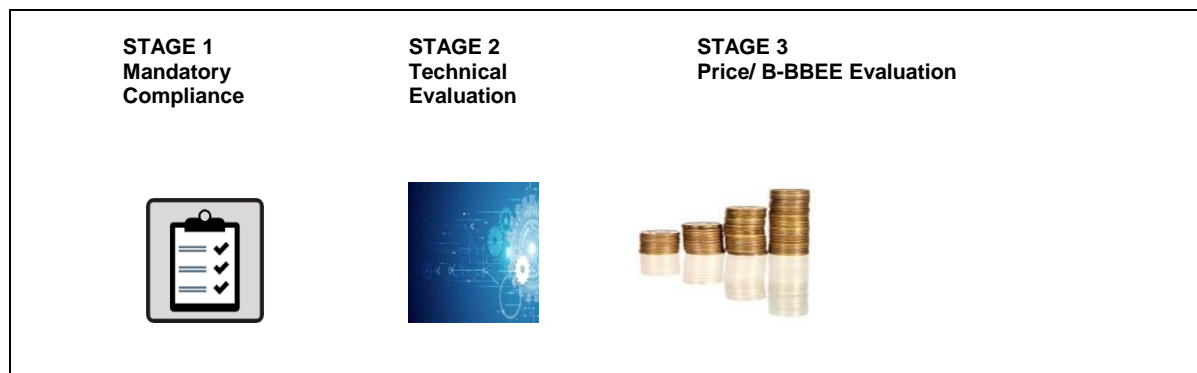 STAGE 1
Mandatory
Compliance
STAGE 2
Technical
Evaluation
STAGE 3
Price/ B-BBEE Evaluation